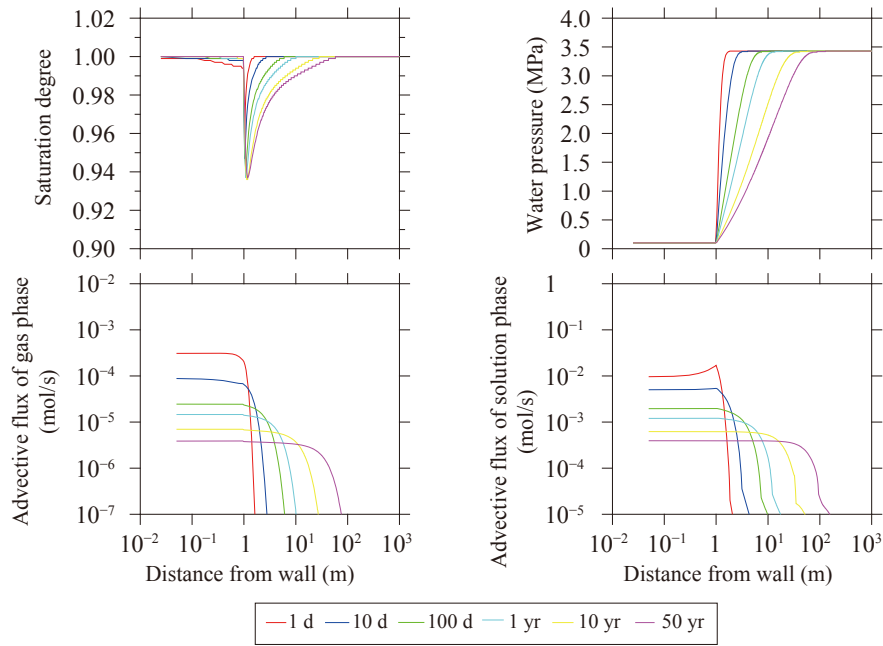 Saturation degree
1.02
1.00
0.98
0.96
0.94
0.92
0.90
Water pressure (MPa)
4.0
3.5
3.0
2.5
2.0
1.5
1.0
0.5
0
Advective flux of gas phase
(mol/s)
10⁻²
10⁻³
10⁻⁴
10⁻⁵
10⁻⁶
10⁻⁷
10⁻² 10⁻¹ 1 10¹ 10² 10³
Distance from wall (m)
Advective flux of solution phase
(mol/s)
1
10⁻¹
10⁻²
10⁻³
10⁻⁴
10⁻⁵
10⁻² 10⁻¹ 1 10¹ 10² 10³
Distance from wall (m)
1 d 10 d 100 d 1 yr 10 yr 50 yr